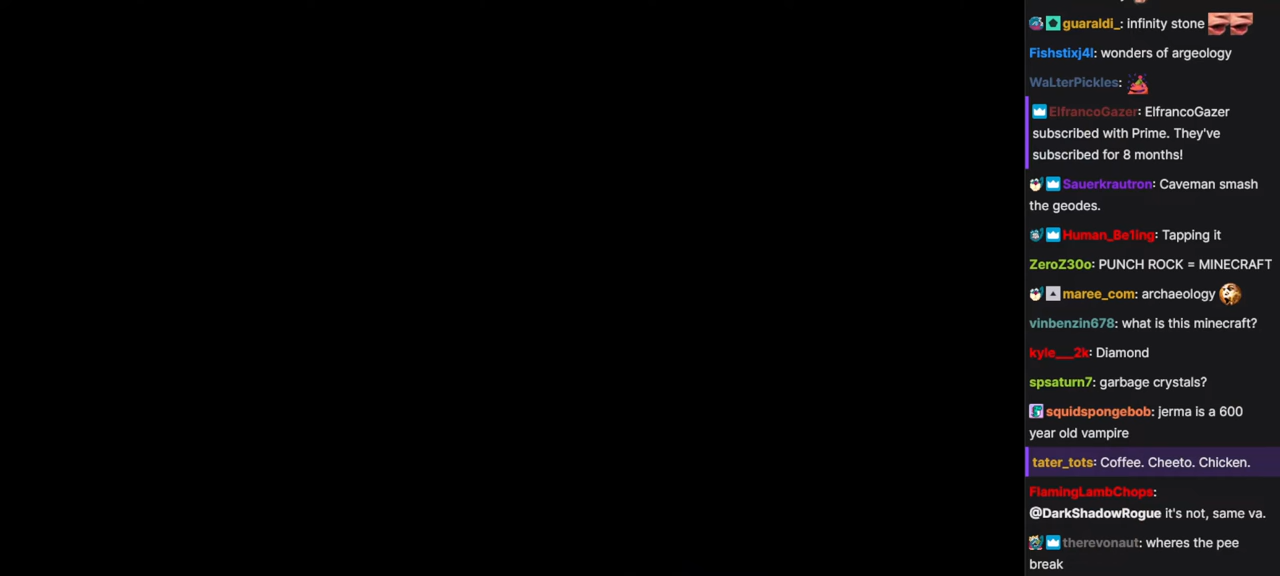 guaraldi_: infinity stone
Fishstixj4l: wonders of argeology
WaLterPickles:
ElfrancoGazer: ElfrancoGazer
subscribed with Prime. They've
subscribed for 8 months!
Sauerkrautron: Caveman smash
the geodes.
Human_Be1ing: Tapping it
ZeroZ30o: PUNCH ROCK = MINECRAFT
maree_com: archaeology
vinbenzin678: what is this minecraft?
kyle___2k: Diamond
spsaturn7: garbage crystals?
squidspongebob: jerma is a 600
year old vampire
tater_tots: Coffee. Cheeto. Chicken.
FlamingLambChops:
@DarkShadowRogue it's not, same va.
therevonaut: wheres the pee
break